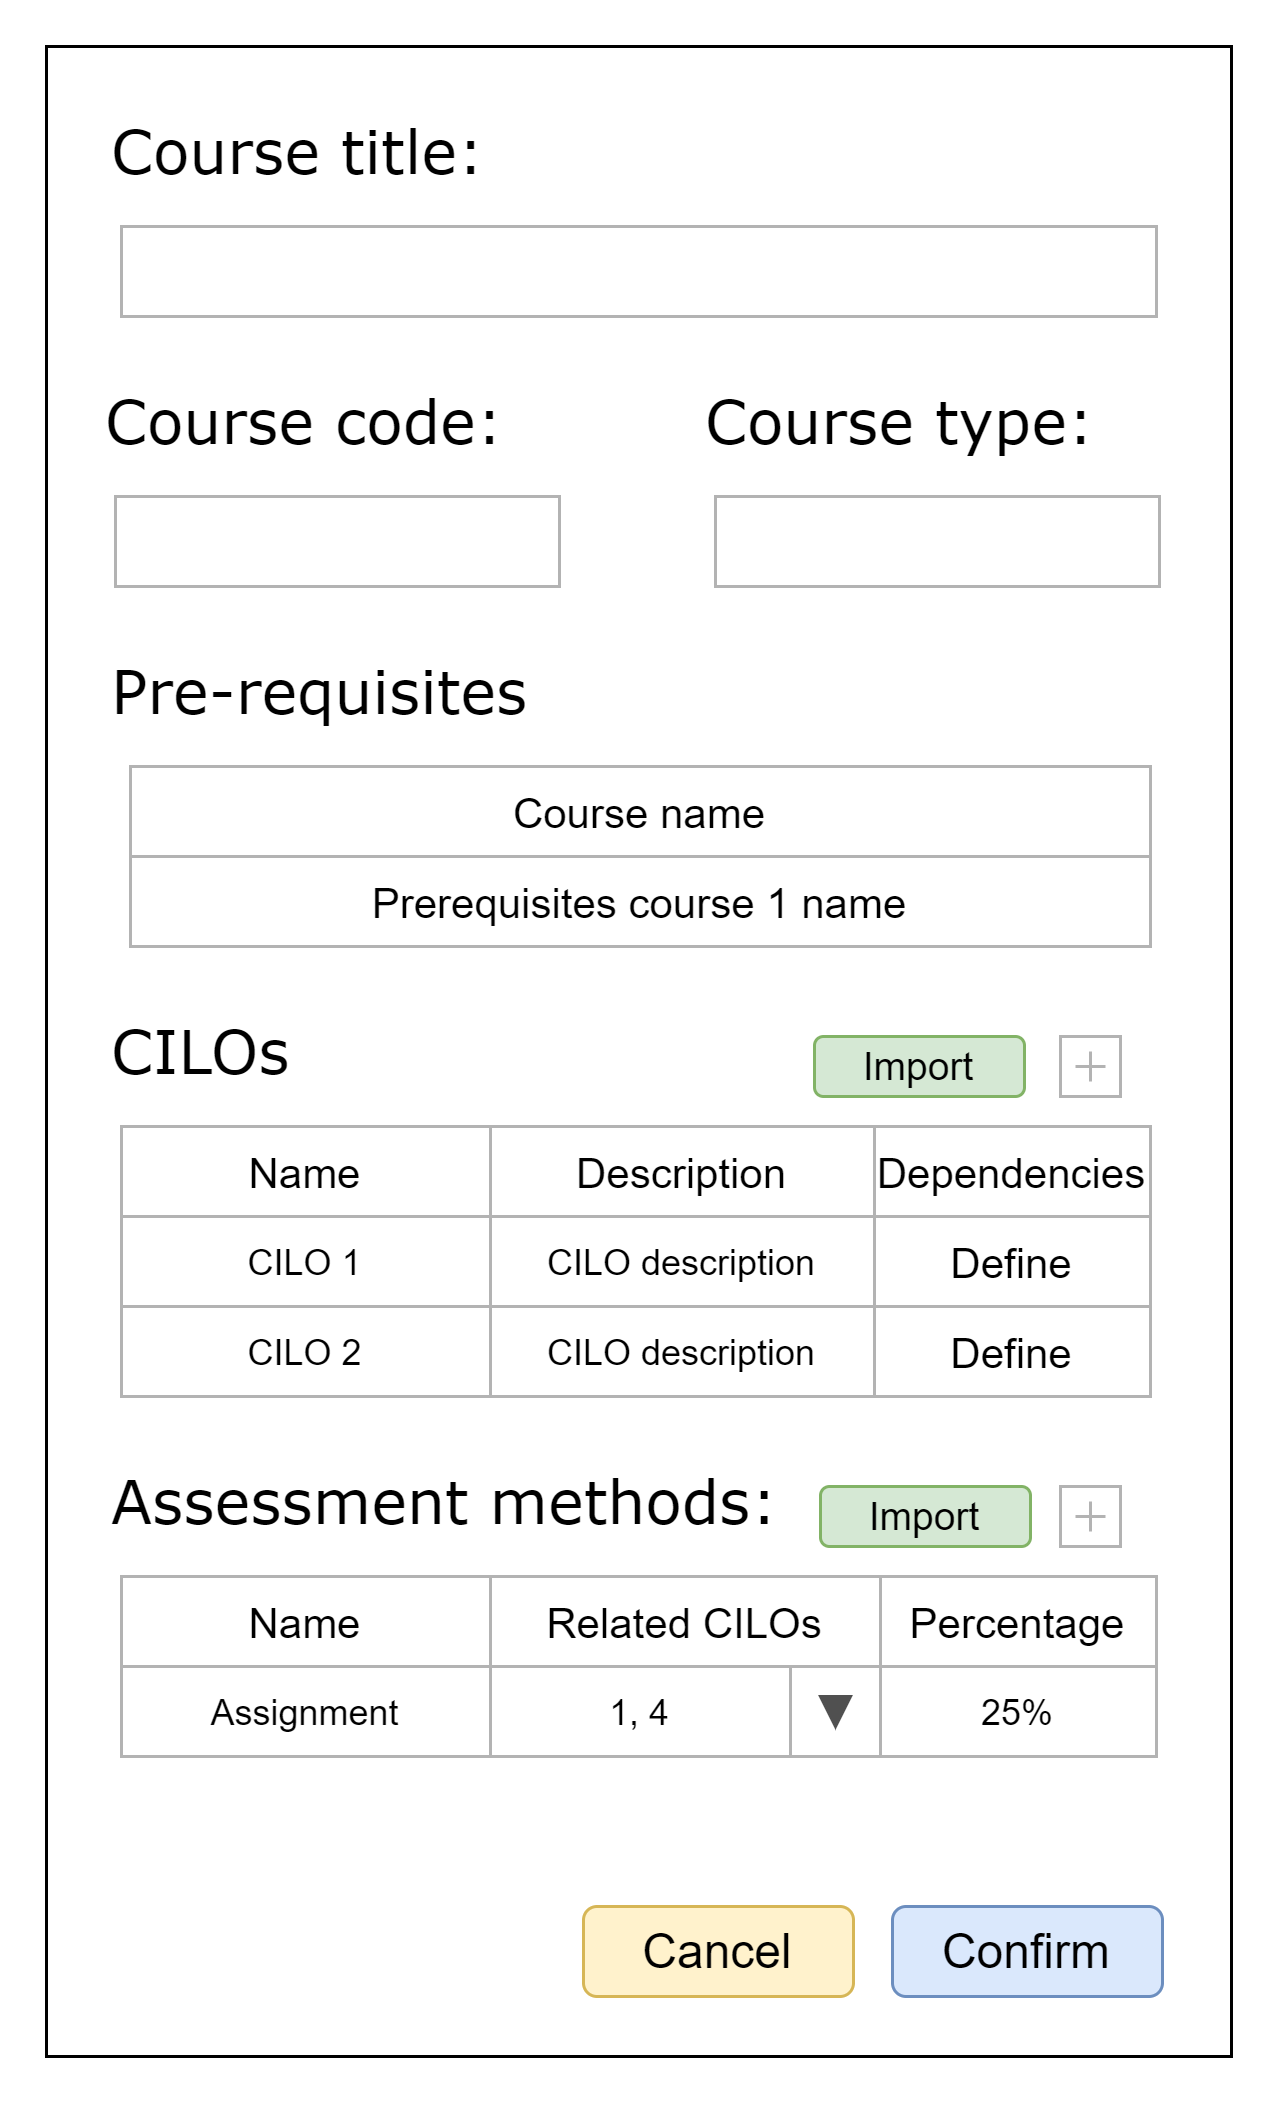 Course title:
Course code: Course type:
Pre-requisites
Course name
Prerequisites course 1 name
CILOs Import +
Name Description Dependencies
CILO 1 CILO description Define
CILO 2 CILO description Define
Assessment methods: Import +
Name Related CILOs Percentage
Assignment 1, 4 ▼ 25%
Cancel Confirm